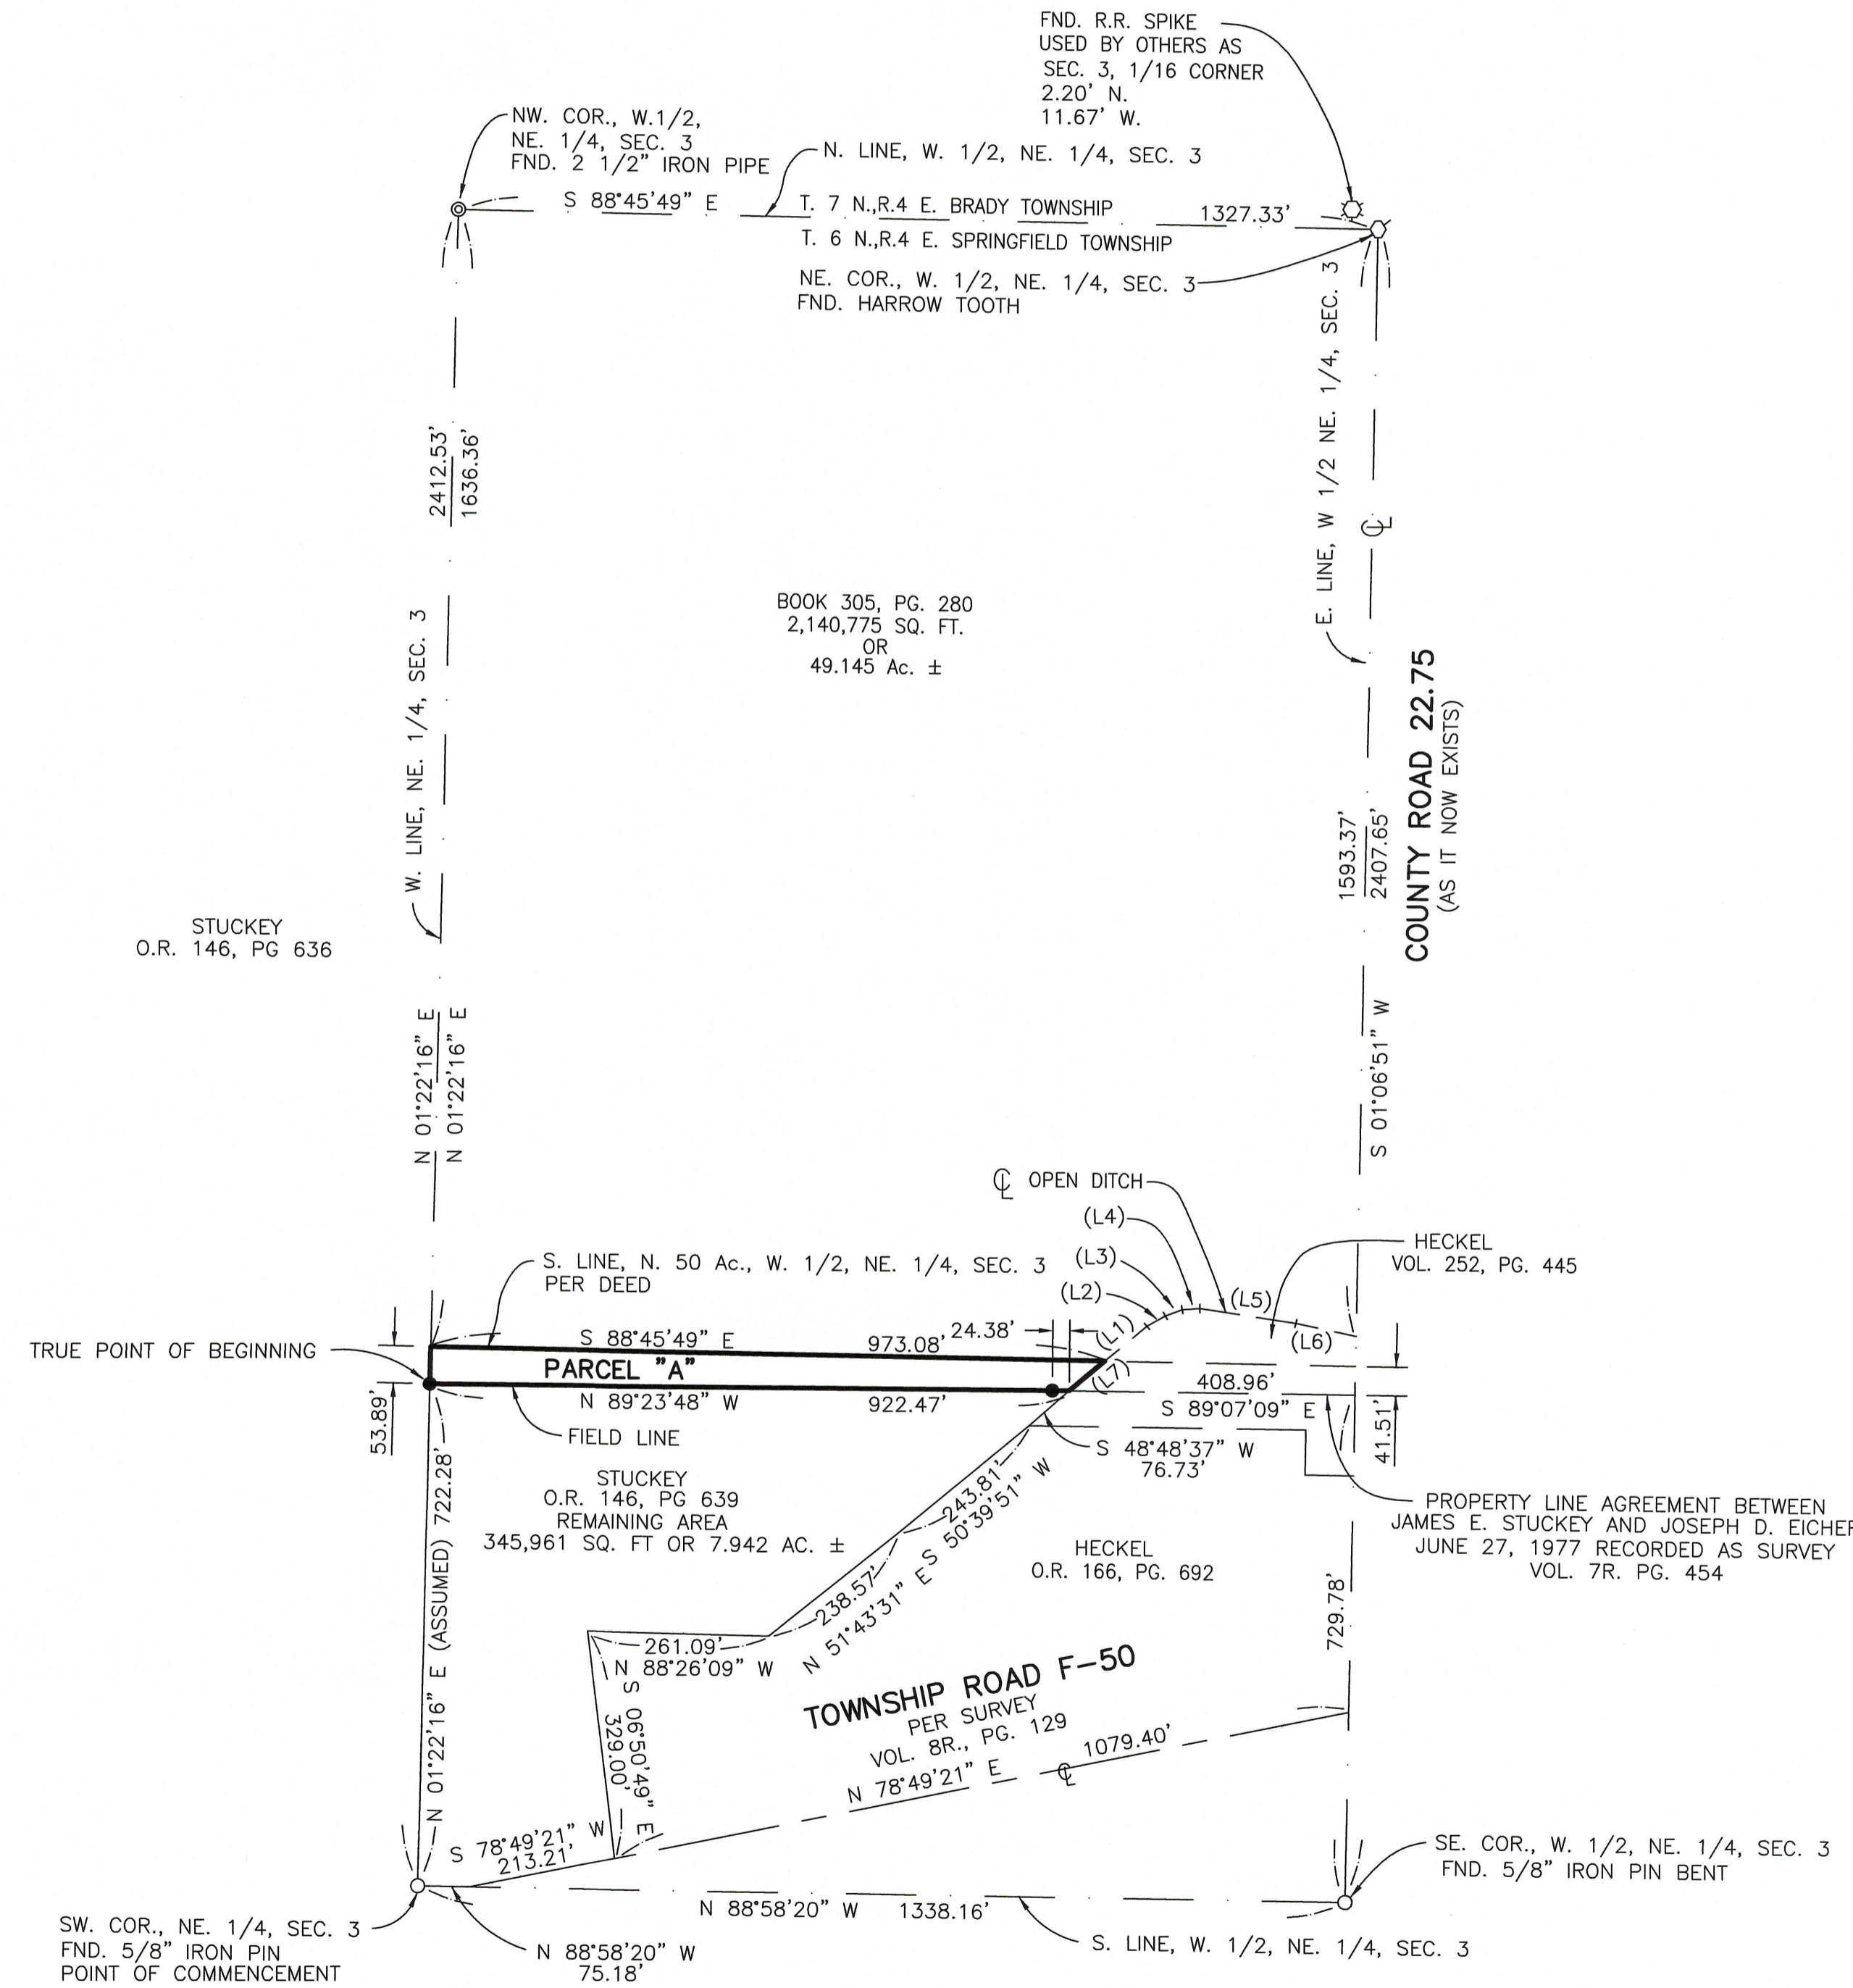 FND. R.R. SPIKE
USED BY OTHERS AS
SEC. 3, 1/16 CORNER
2.20' N.
11.67' W.
NW. COR., W.1/2,
NE. 1/4, SEC. 3
FND. 2 1/2" IRON PIPE
N. LINE, W. 1/2, NE. 1/4, SEC. 3
S 88°45'49" E
T. 7 N.,R.4 E. BRADY TOWNSHIP
1327.33'
T. 6 N.,R.4 E. SPRINGFIELD TOWNSHIP
NE. COR., W. 1/2, NE. 1/4, SEC. 3
FND. HARROW TOOTH
E. LINE, W 1/2 NE. 1/4, SEC. 3
2412.53'
1636.36'
BOOK 305, PG. 280
2,140,775 SQ. FT.
OR
49.145 Ac. ±
W. LINE, NE. 1/4, SEC. 3
COUNTY ROAD 22.75
(AS IT NOW EXISTS)
1593.37'
2407.65'
STUCKEY
O.R. 146, PG 636
N 01°22'16" E
N 01°22'16" E
S 01°06'51" W
℄ OPEN DITCH
(L4)
(L3)
(L2)
(L5)
(L6)
(L1)
(L7)
HECKEL
VOL. 252, PG. 445
S. LINE, N. 50 Ac., W. 1/2, NE. 1/4, SEC. 3
PER DEED
TRUE POINT OF BEGINNING
S 88°45'49" E
973.08'
24.38'
PARCEL "A"
N 89°23'48" W
922.47'
408.96'
S 89°07'09" E
41.51'
53.89'
FIELD LINE
S 48°48'37" W
76.73'
STUCKEY
O.R. 146, PG 639
REMAINING AREA
345,961 SQ. FT OR 7.942 AC. ±
N 01°22'16" E (ASSUMED) 722.28'
243.81'
S 50°39'51" W
238.57'
N 51°43'31" E
HECKEL
O.R. 166, PG. 692
PROPERTY LINE AGREEMENT BETWEEN
JAMES E. STUCKEY AND JOSEPH D. EICHER
JUNE 27, 1977 RECORDED AS SURVEY
VOL. 7R. PG. 454
729.78'
261.09'
N 88°26'09" W
S 06°50'49" E
329.00'
TOWNSHIP ROAD F-50
PER SURVEY
VOL. 8R., PG. 129
1079.40'
N 78°49'21" E
℄
S 78°49'21" W
213.21'
SE. COR., W. 1/2, NE. 1/4, SEC. 3
FND. 5/8" IRON PIN BENT
N 88°58'20" W 1338.16'
S. LINE, W. 1/2, NE. 1/4, SEC. 3
SW. COR., NE. 1/4, SEC. 3
FND. 5/8" IRON PIN
POINT OF COMMENCEMENT
N 88°58'20" W
75.18'